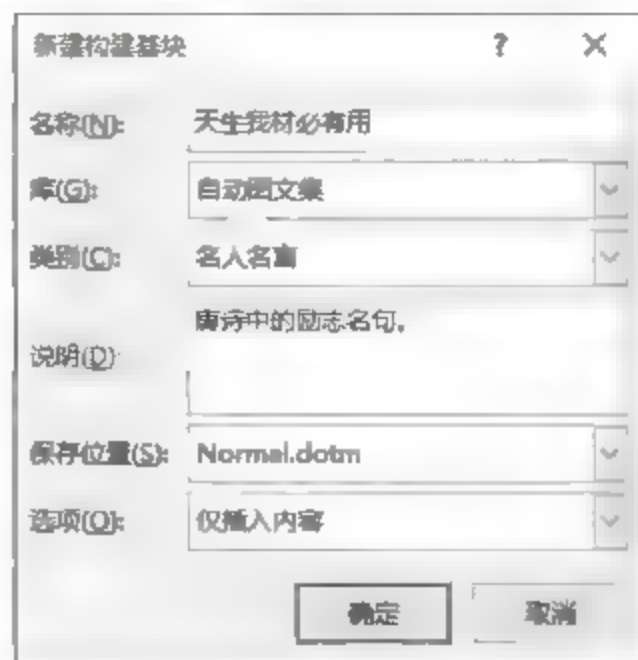 新建构建基块 ? ×
名称(N): 天生我材必有用
库(G): 自动图文集
类别(C): 名人名言
说明(D): 唐诗中的励志名句。
保存位置(S): Normal.dotm
选项(O): 仅插入内容
确定 取消